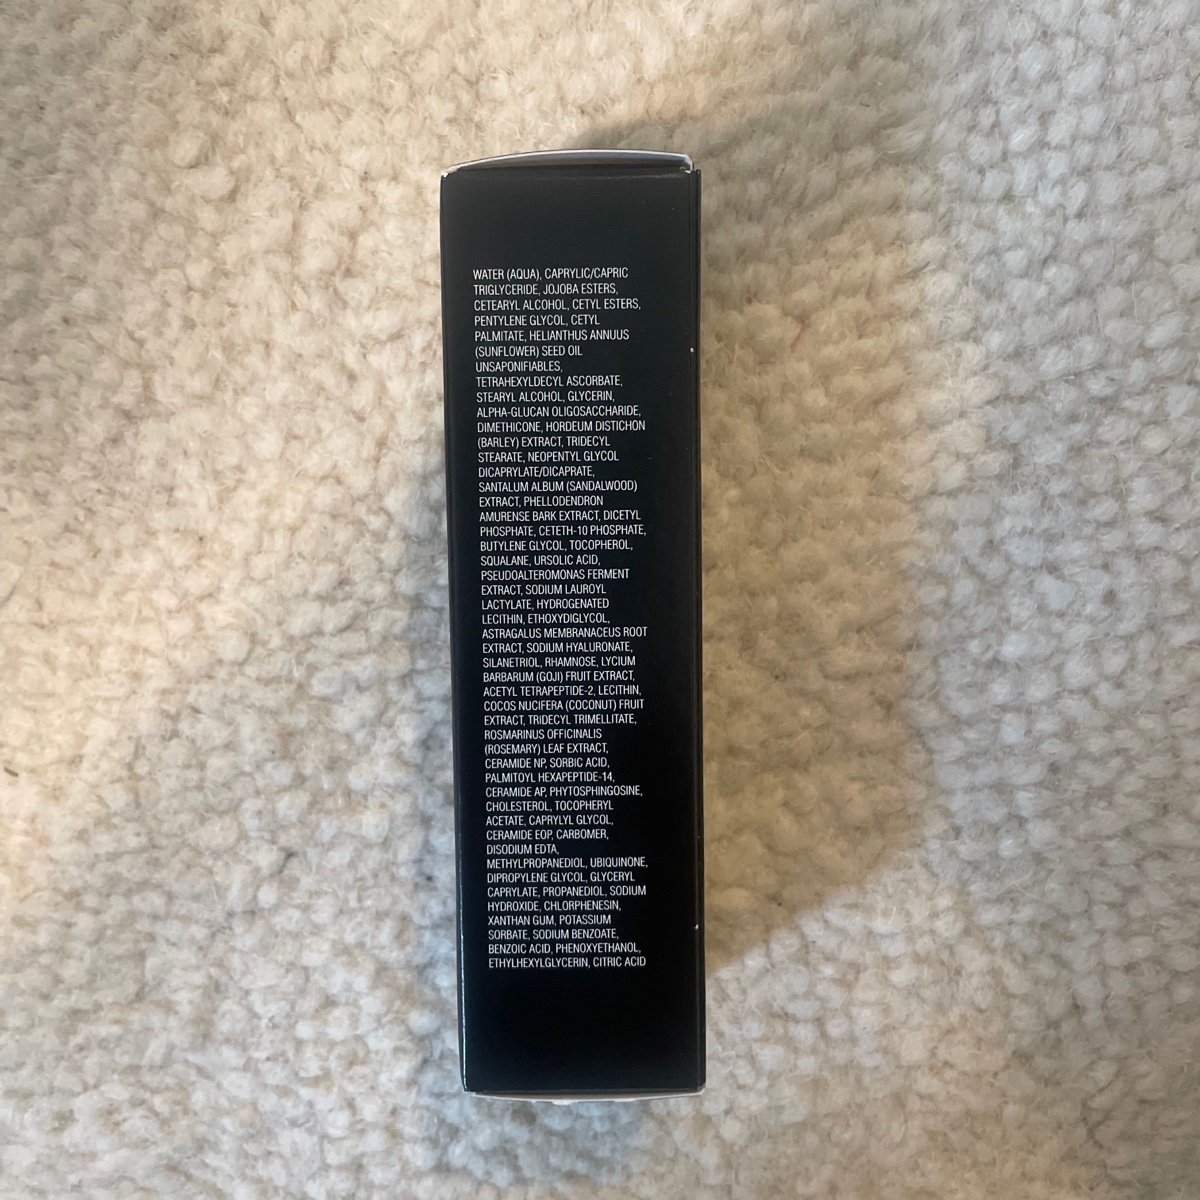 WATER (AQUA), CAPRYLIC/CAPRIC
TRIGLYCERIDE, JOJOBA ESTERS,
CETEARYL ALCOHOL, CETYL ESTERS,
PENTYLENE GLYCOL, CETYL
PALMITATE, HELIANTHUS ANNUUS
(SUNFLOWER) SEED OIL
UNSAPONIFIABLES,
TETRAHEXYLDECYL ASCORBATE,
STEARYL ALCOHOL, GLYCERIN,
ALPHA-GLUCAN OLIGOSACCHARIDE,
DIMETHICONE, HORDEUM DISTICHON
(BARLEY) EXTRACT, TRIDECYL
STEARATE, NEOPENTYL GLYCOL
DICAPRYLATE/DICAPRATE,
SANTALUM ALBUM (SANDALWOOD)
EXTRACT, PHELLODENDRON
AMURENSE BARK EXTRACT, DICETYL
PHOSPHATE, CETETH-10 PHOSPHATE,
BUTYLENE GLYCOL, TOCOPHEROL,
SQUALANE, URSOLIC ACID,
PSEUDOALTEROMONAS FERMENT
EXTRACT, SODIUM LAUROYL
LACTYLATE, HYDROGENATED
LECITHIN, ETHOXYDIGLYCOL,
ASTRAGALUS MEMBRANACEUS ROOT
EXTRACT, SODIUM HYALURONATE,
SILANETRIOL, RHAMNOSE, LYCIUM
BARBARUM (GOJI) FRUIT EXTRACT,
ACETYL TETRAPEPTIDE-2, LECITHIN,
COCOS NUCIFERA (COCONUT) FRUIT
EXTRACT, TRIDECYL TRIMELLITATE,
ROSMARINUS OFFICINALIS
(ROSEMARY) LEAF EXTRACT,
CERAMIDE NP, SORBIC ACID,
PALMITOYL HEXAPEPTIDE-14,
CERAMIDE AP, PHYTOSPHINGOSINE,
CHOLESTEROL, TOCOPHERYL
ACETATE, CAPRYLYL GLYCOL,
CERAMIDE EOP, CARBOMER,
DISODIUM EDTA,
METHYLPROPANEDIOL, UBIQUINONE,
DIPROPYLENE GLYCOL, GLYCERYL
CAPRYLATE, PROPANEDIOL, SODIUM
HYDROXIDE, CHLORPHENESIN,
XANTHAN GUM, POTASSIUM
SORBATE, SODIUM BENZOATE,
BENZOIC ACID, PHENOXYETHANOL,
ETHYLHEXYLGLYCERIN, CITRIC ACID